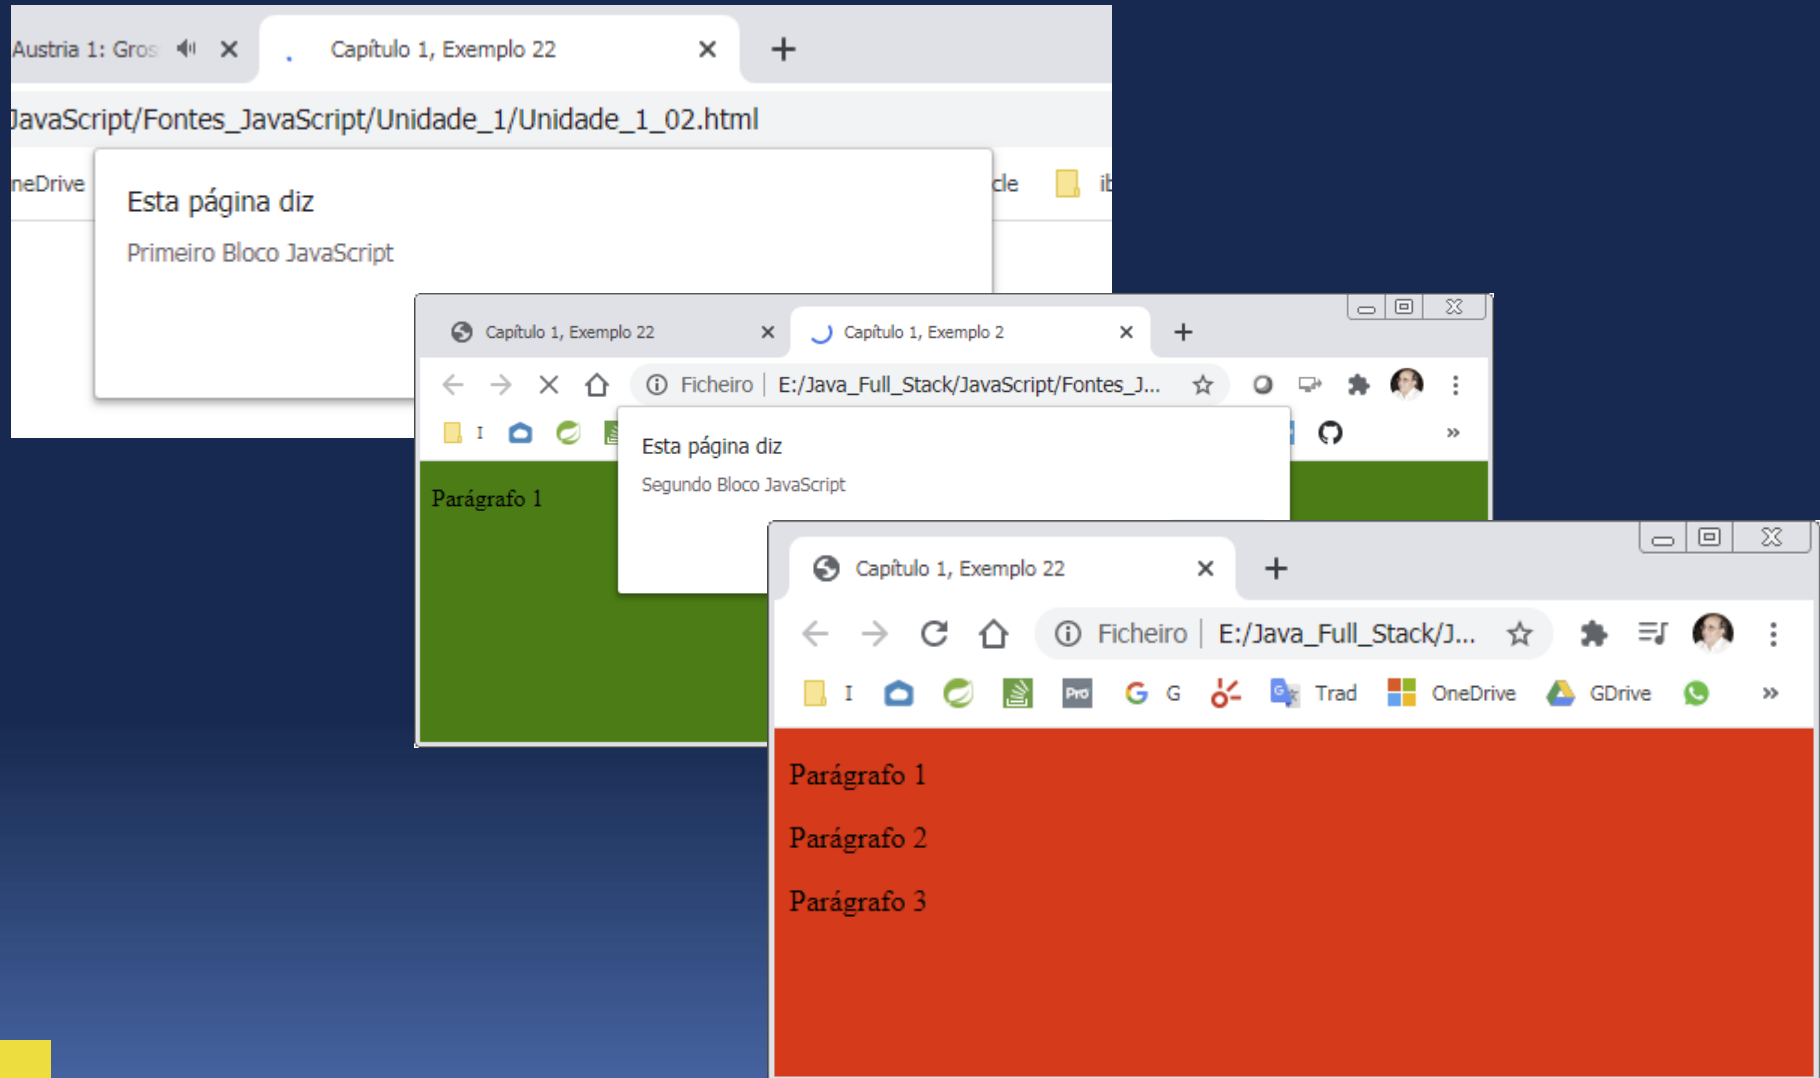 Austria 1: Gros
Capítulo 1, Exemplo 22
JavaScript/Fontes_JavaScript/Unidade_1/Unidade_1_02.html
neDrive
cle
Esta página diz
Primeiro Bloco JavaScript
Capítulo 1, Exemplo 22
Capítulo 1, Exemplo 2
Ficheiro | E:/Java_Full_Stack/JavaScript/Fontes_J...
I
»
Esta página diz
Segundo Bloco JavaScript
Parágrafo 1
Capítulo 1, Exemplo 22
Ficheiro | E:/Java_Full_Stack/J...
I Pro G G Trad OneDrive GDrive »
Parágrafo 1
Parágrafo 2
Parágrafo 3